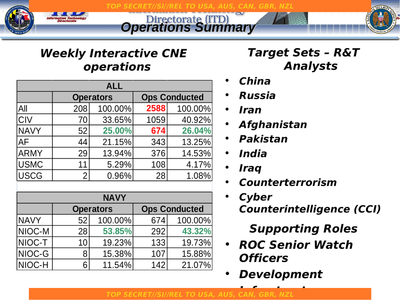 TOP SECRET//SI//REL TO USA, AUS, CAN, GBR, NZL
Directorate (ITD)
Operations Summary
Weekly Interactive CNE
operations
ALL
Operators Ops Conducted
All 208 100.00% 2588 100.00%
CIV 70 33.65% 1059 40.92%
NAVY 52 25.00% 674 26.04%
AF 44 21.15% 343 13.25%
ARMY 29 13.94% 376 14.53%
USMC 11 5.29% 108 4.17%
USCG 2 0.96% 28 1.08%
NAVY
Operators Ops Conducted
NAVY 52 100.00% 674 100.00%
NIOC-M 28 53.85% 292 43.32%
NIOC-T 10 19.23% 133 19.73%
NIOC-G 8 15.38% 107 15.88%
NIOC-H 6 11.54% 142 21.07%
Target Sets – R&T
Analysts
• China
• Russia
• Iran
• Afghanistan
• Pakistan
• India
• Iraq
• Counterterrorism
• Cyber
Counterintelligence (CCI)
Supporting Roles
• ROC Senior Watch
Officers
• Development
TOP SECRET//SI//REL TO USA, AUS, CAN, GBR, NZL